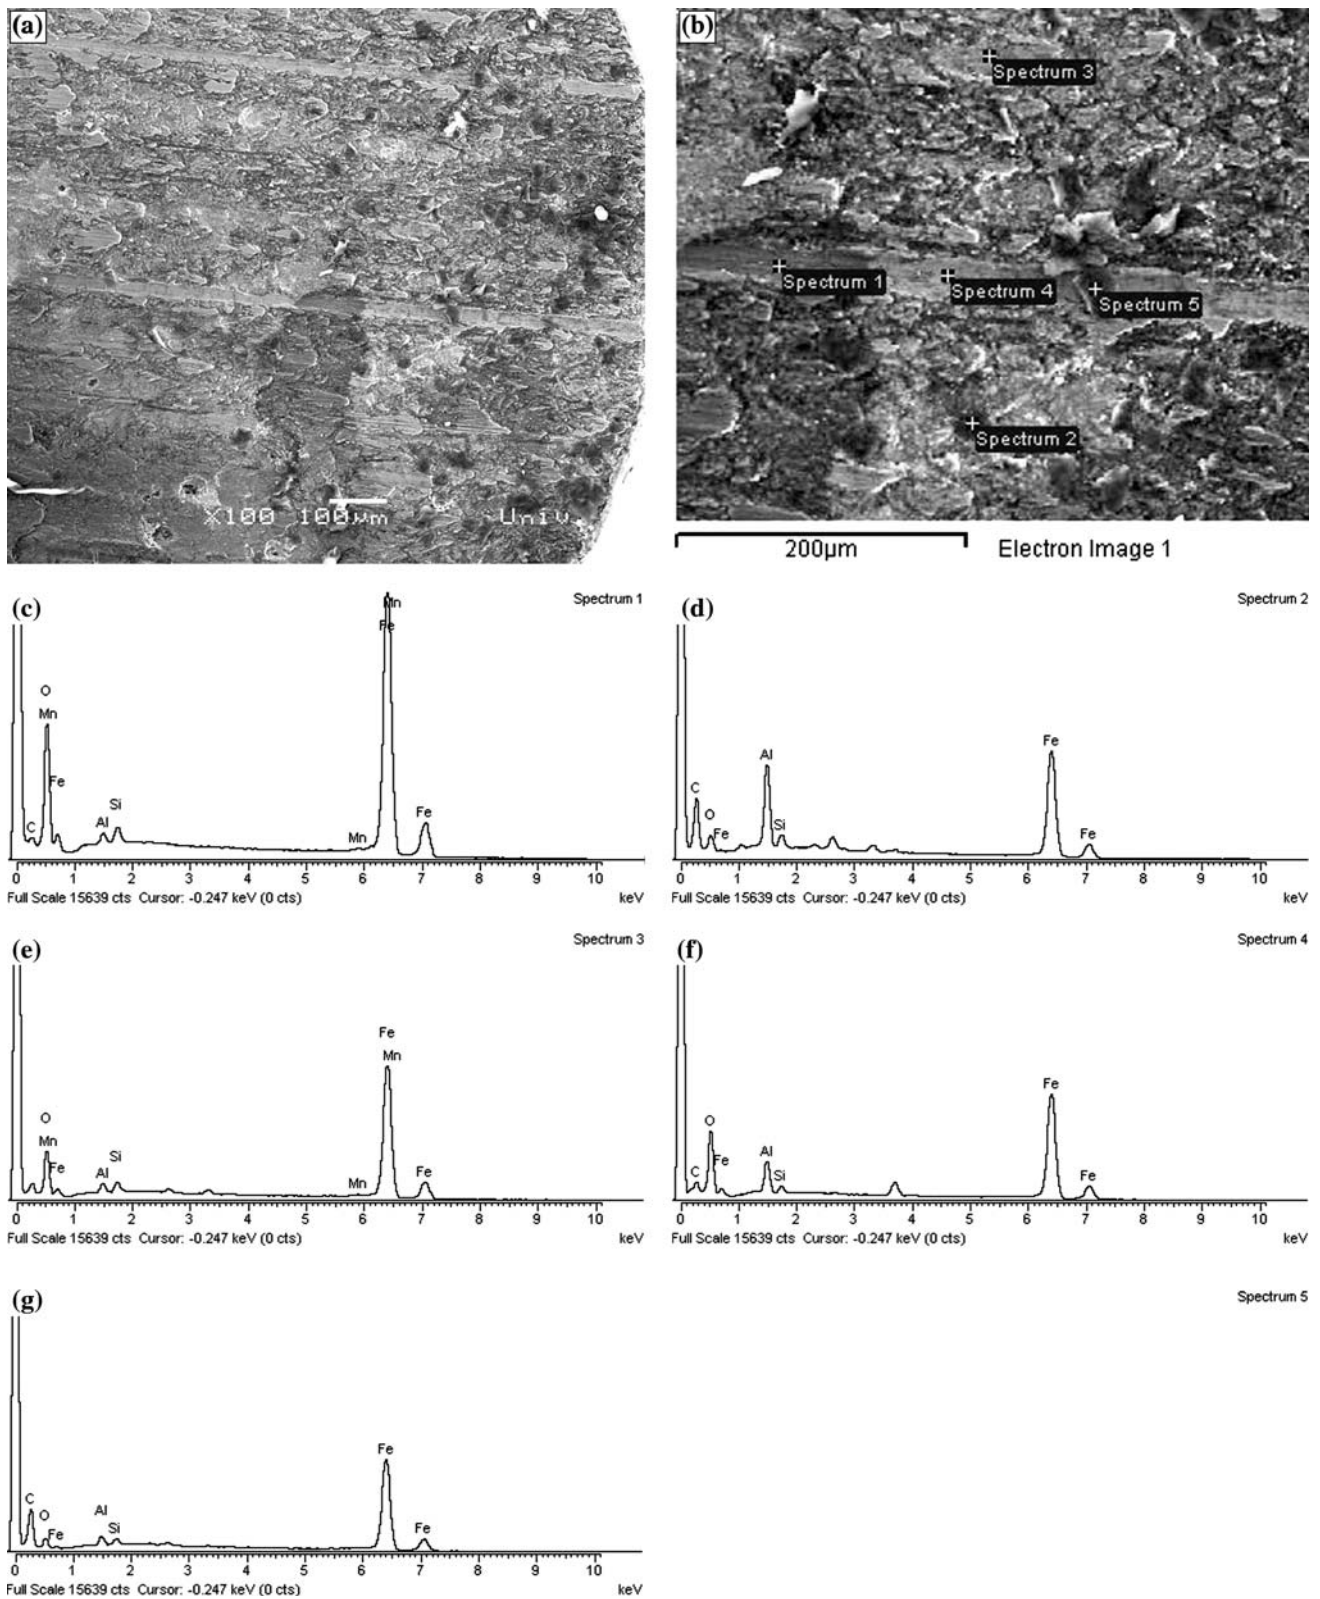 (a)
X100 100µm Univ.
(b)
Spectrum 3
Spectrum 1
Spectrum 4
Spectrum 5
Spectrum 2
200µm Electron Image 1
(c) Spectrum 1
Mn
Fe
O
Mn
Fe
Si
C
Al
Mn
Fe
0 1 2 3 4 5 6 7 8 9 10
Full Scale 15639 cts Cursor: -0.247 keV (0 cts) keV
(d) Spectrum 2
Fe
Al
C
O
Fe
Si
Fe
0 1 2 3 4 5 6 7 8 9 10
Full Scale 15639 cts Cursor: -0.247 keV (0 cts) keV
(e) Spectrum 3
Fe
Mn
O
Mn
Fe
Si
Al
Mn
Fe
0 1 2 3 4 5 6 7 8 9 10
Full Scale 15639 cts Cursor: -0.247 keV (0 cts) keV
(f) Spectrum 4
Fe
O
Al
Fe
C
Si
Fe
0 1 2 3 4 5 6 7 8 9 10
Full Scale 15639 cts Cursor: -0.247 keV (0 cts) keV
(g) Spectrum 5
Fe
C
O
Fe
Al
Si
Fe
0 1 2 3 4 5 6 7 8 9 10
Full Scale 15639 cts Cursor: -0.247 keV (0 cts) keV